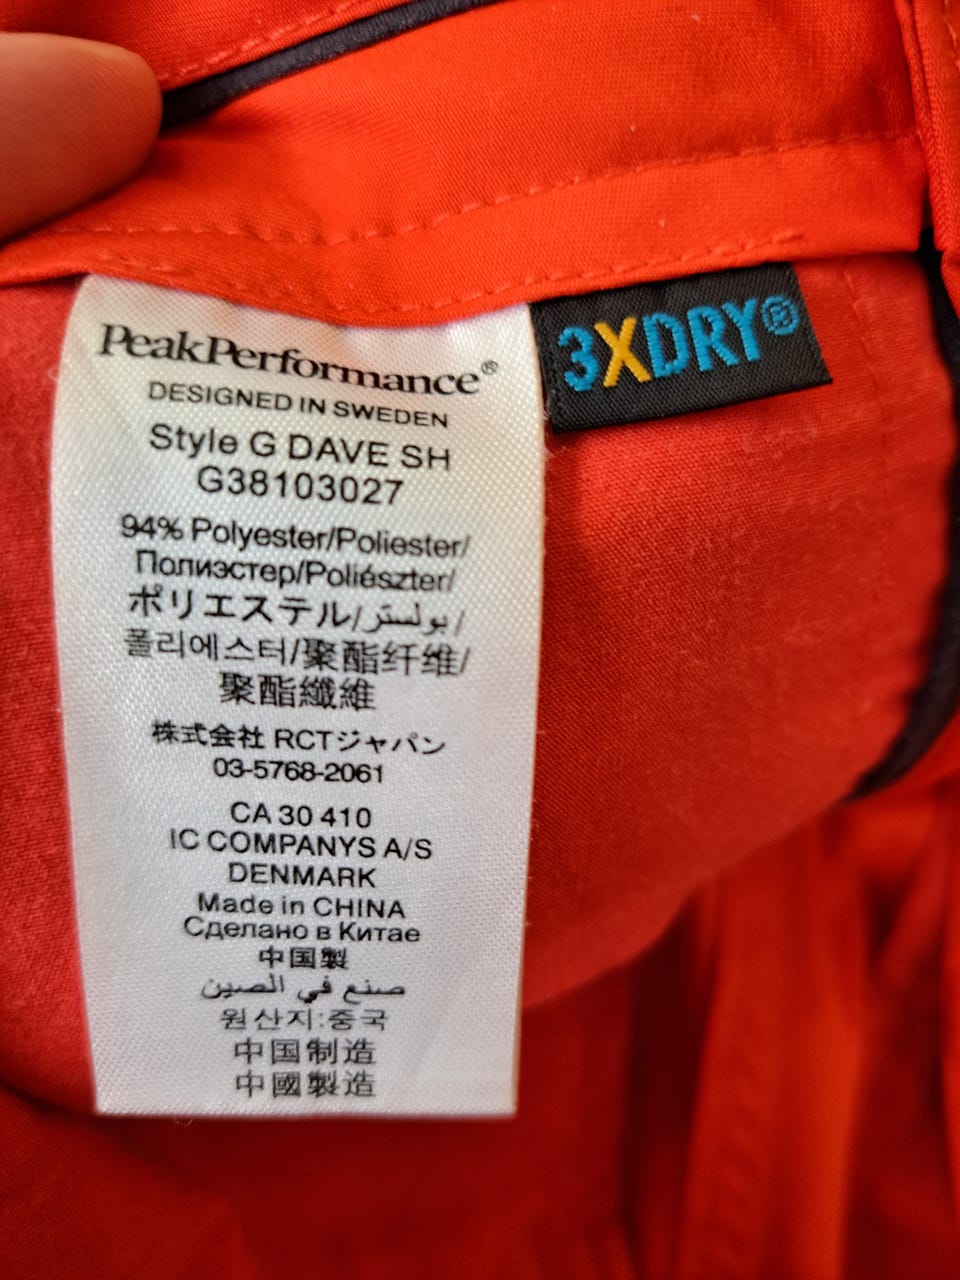 PeakPerformance®
3XDRY®
DESIGNED IN SWEDEN
Style G DAVE SH
G38103027
94% Polyester/Poliester/
Полиэстер/Poliészter/
ポリエステル/بولستر/
폴리에스터/聚酯纤维/
聚酯纖維
株式会社 RCTジャパン
03-5768-2061
CA 30 410
IC COMPANYS A/S
DENMARK
Made in CHINA
Сделано в Китае
中国製
صنع في الصين
원산지:중국
中国制造
中國製造